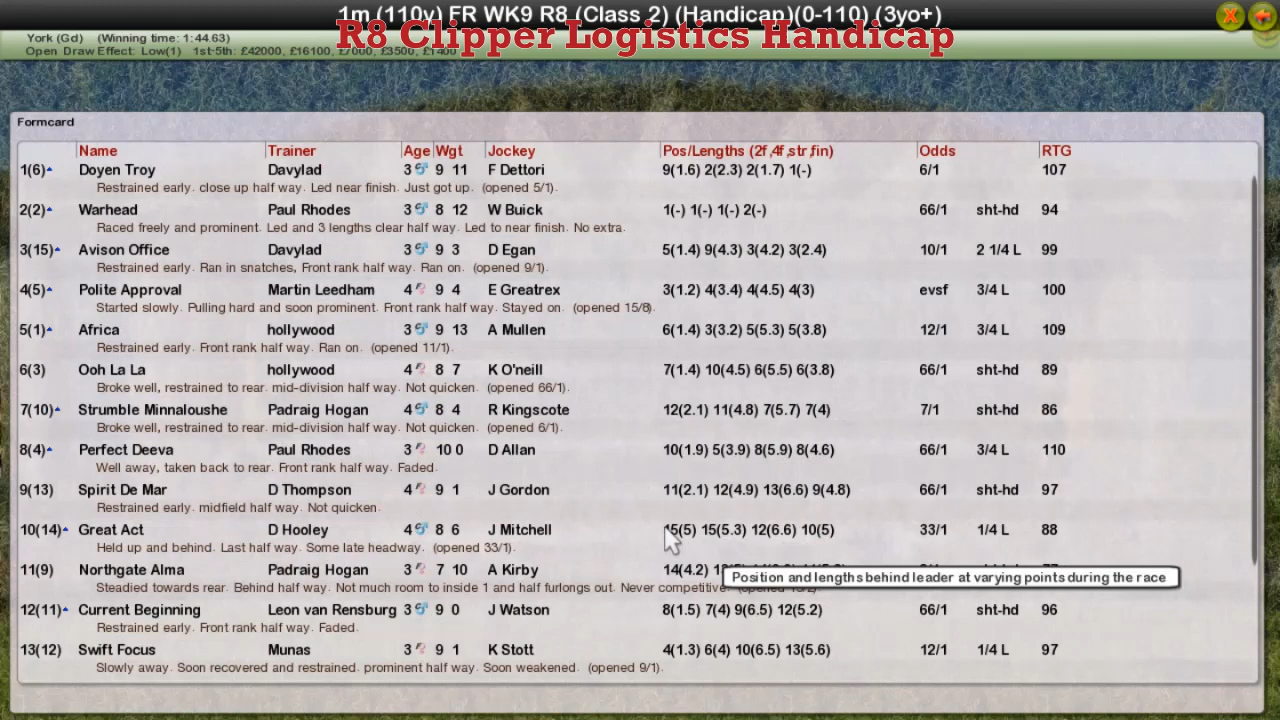 1m (110y) FR WK9 R8 (Class 2) (Handicap)(0-110) (3yo+)
R8 Clipper Logistics Handicap
York (Gd) (Winning time: 1:44.63)
Open Draw Effect: Low(1) 1st-5th: £42000, £16100, £7000, £3500, £1400
Formcard
Name Trainer Age Wgt Jockey Pos/Lengths (2f,4f,str,fin) Odds RTG
1(6) Doyen Troy Davylad 3 9 11 F Dettori 9(1.6) 2(2.3) 2(1.7) 1(-) 6/1 107
Restrained early. close up half way. Led near finish. Just got up. (opened 5/1).
2(2) Warhead Paul Rhodes 3 8 12 W Buick 1(-) 1(-) 1(-) 2(-) 66/1 sht-hd 94
Raced freely and prominent. Led and 3 lengths clear half way. Led to near finish. No extra.
3(15) Avison Office Davylad 3 9 3 D Egan 5(1.4) 9(4.3) 3(4.2) 3(2.4) 10/1 2 1/4 L 99
Restrained early. Ran in snatches, Front rank half way. Ran on. (opened 9/1).
4(5) Polite Approval Martin Leedham 4 9 4 E Greatrex 3(1.2) 4(3.4) 4(4.5) 4(3) evsf 3/4 L 100
Started slowly. Pulling hard and soon prominent. Front rank half way. Stayed on. (opened 15/8).
5(1) Africa hollywood 3 9 13 A Mullen 6(1.4) 3(3.2) 5(5.3) 5(3.8) 12/1 3/4 L 109
Restrained early. Front rank half way. Ran on. (opened 11/1).
6(3) Ooh La La hollywood 4 8 7 K O'neill 7(1.4) 10(4.5) 6(5.5) 6(3.8) 66/1 sht-hd 89
Broke well, restrained to rear. mid-division half way. Not quicken. (opened 66/1).
7(10) Strumble Minnaloushe Padraig Hogan 4 8 4 R Kingscote 12(2.1) 11(4.8) 7(5.7) 7(4) 7/1 sht-hd 86
Broke well, restrained to rear. mid-division half way. Not quicken. (opened 6/1).
8(4) Perfect Deeva Paul Rhodes 3 10 0 D Allan 10(1.9) 5(3.9) 8(5.9) 8(4.6) 66/1 3/4 L 110
Well away, taken back to rear. Front rank half way. Faded.
9(13) Spirit De Mar D Thompson 4 9 1 J Gordon 11(2.1) 12(4.9) 13(6.6) 9(4.8) 66/1 sht-hd 97
Restrained early. midfield half way. Not quicken.
10(14) Great Act D Hooley 4 8 6 J Mitchell 15(5) 15(5.3) 12(6.6) 10(5) 33/1 1/4 L 88
Held up and behind. Last half way. Some late headway. (opened 33/1).
11(9) Northgate Alma Padraig Hogan 3 7 10 A Kirby 14(4.2)
Position and lengths behind leader at varying points during the race
Steadied towards rear. Behind half way. Not much room to inside 1 and half furlongs out. Never competitive.
12(11) Current Beginning Leon van Rensburg 3 9 0 J Watson 8(1.5) 7(4) 9(6.5) 12(5.2) 66/1 sht-hd 96
Restrained early. Front rank half way. Faded.
13(12) Swift Focus Munas 3 9 1 K Stott 4(1.3) 6(4) 10(6.5) 13(5.6) 12/1 1/4 L 97
Slowly away. Soon recovered and restrained. prominent half way. Soon weakened. (opened 9/1).